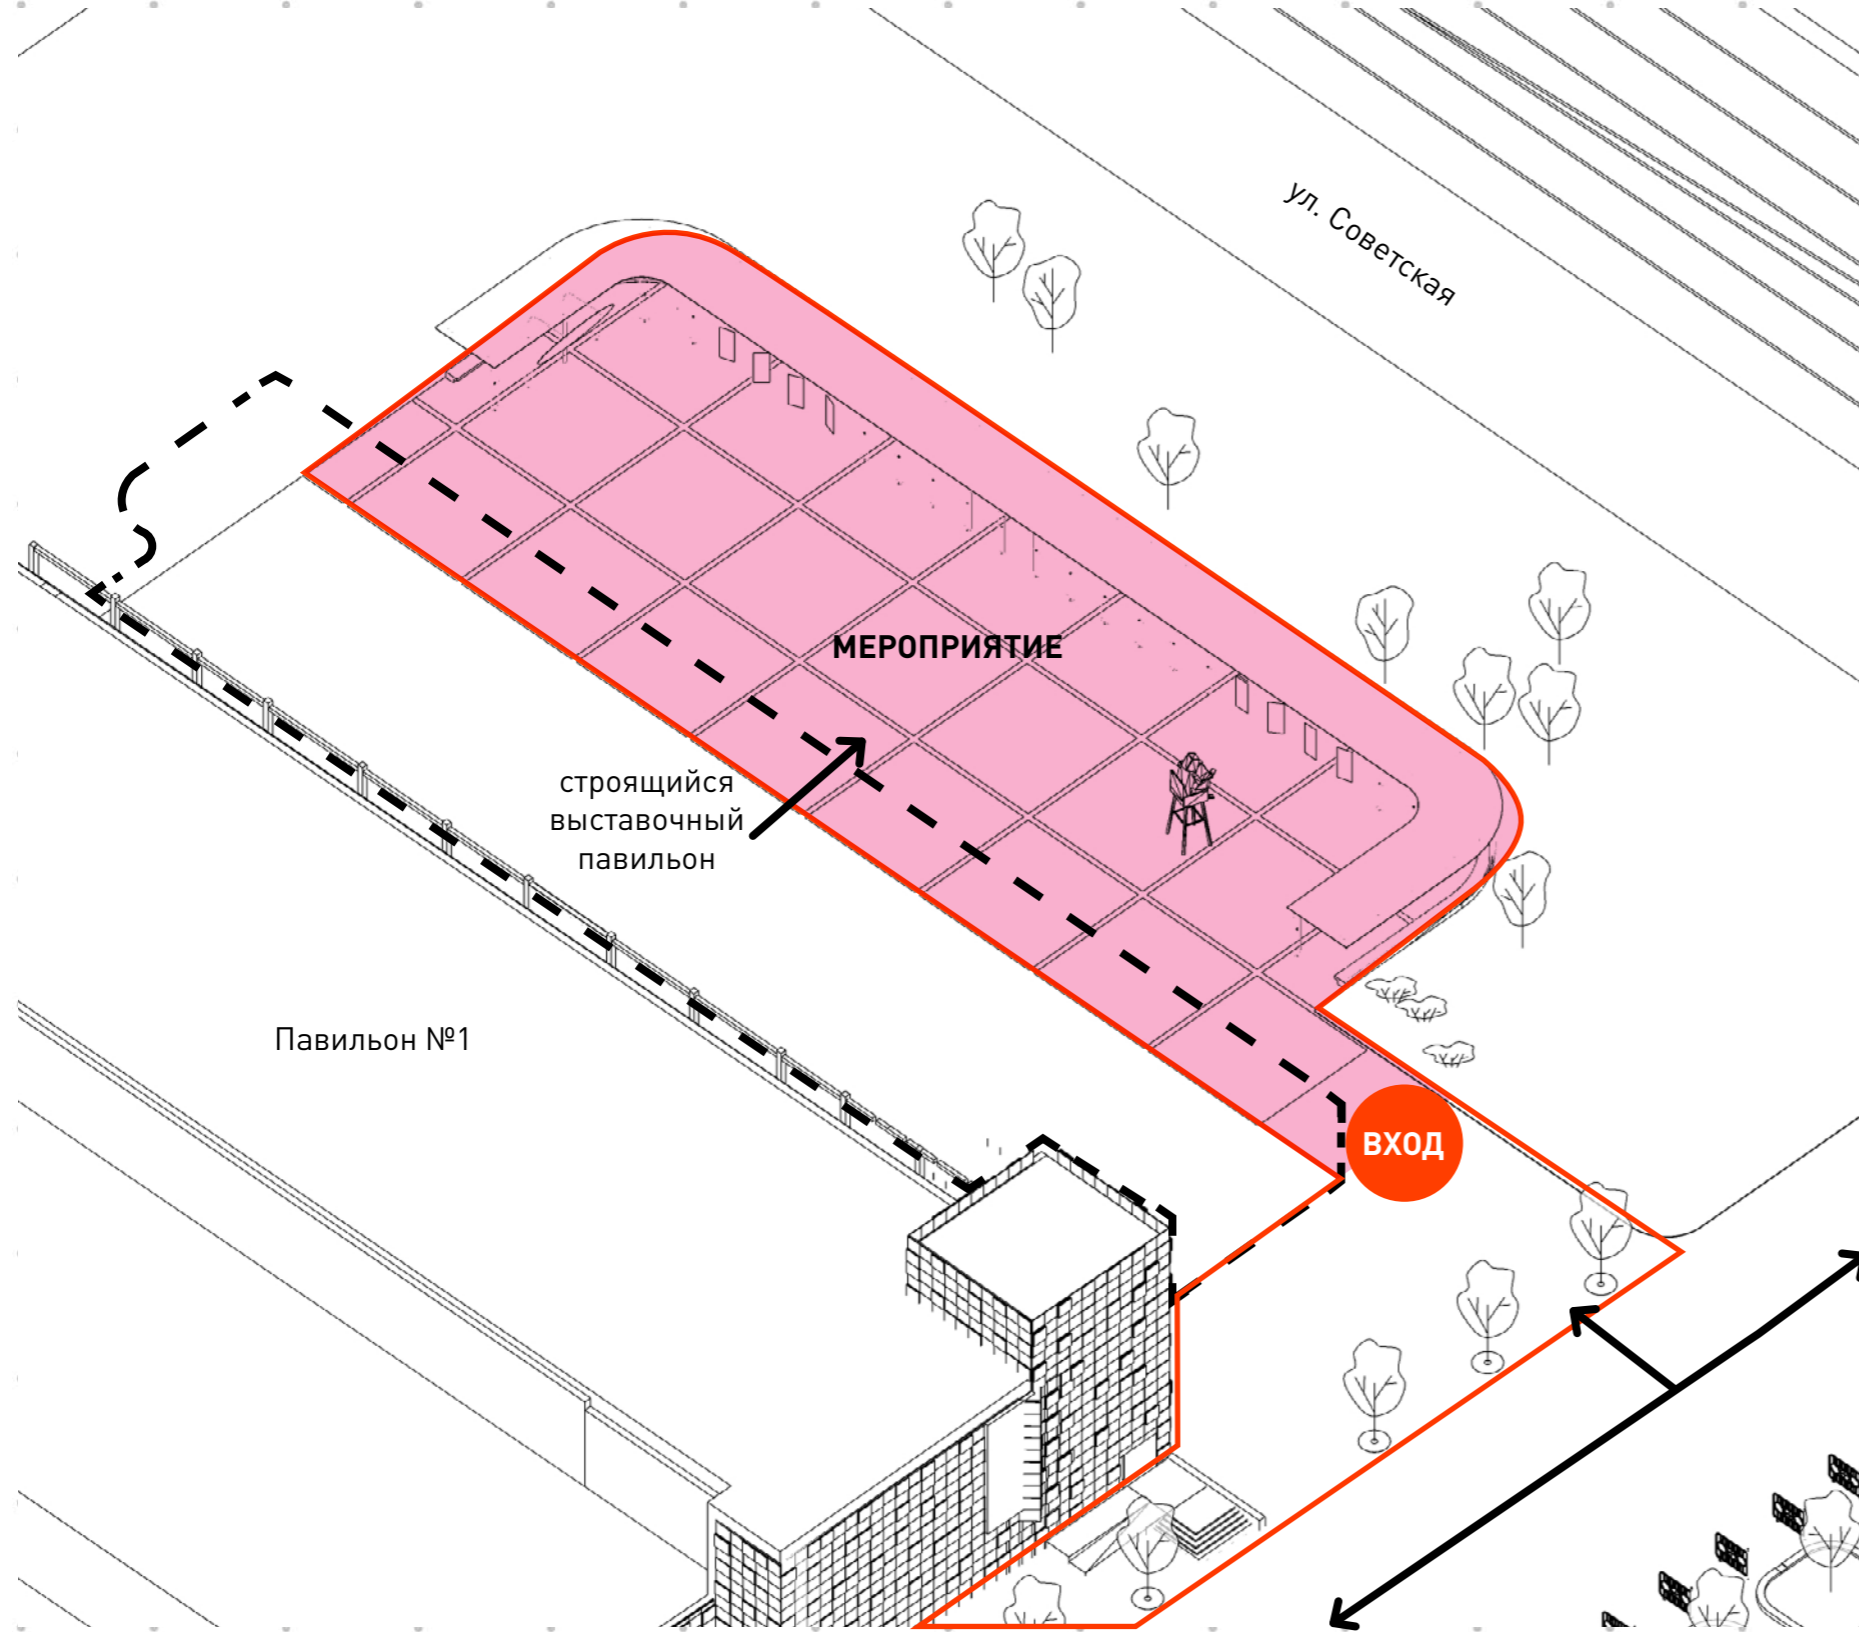 ул. Советская
МЕРОПРИЯТИЕ
строящийся
выставочный
павильон
Павильон №1
ВХОД